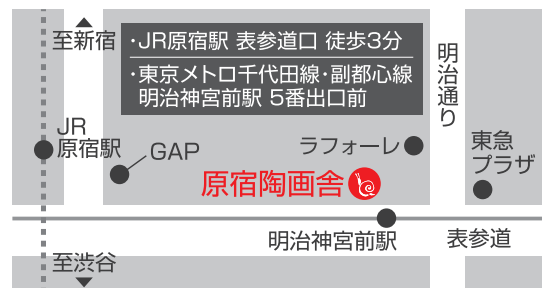 至新宿
・JR原宿駅 表参道口 徒歩3分
・東京メトロ千代田線・副都心線
明治神宮前駅 5番出口前
明治通り
JR
原宿駅
GAP
ラフォーレ
東急
プラザ
原宿陶画舎
明治神宮前駅
表参道
至渋谷